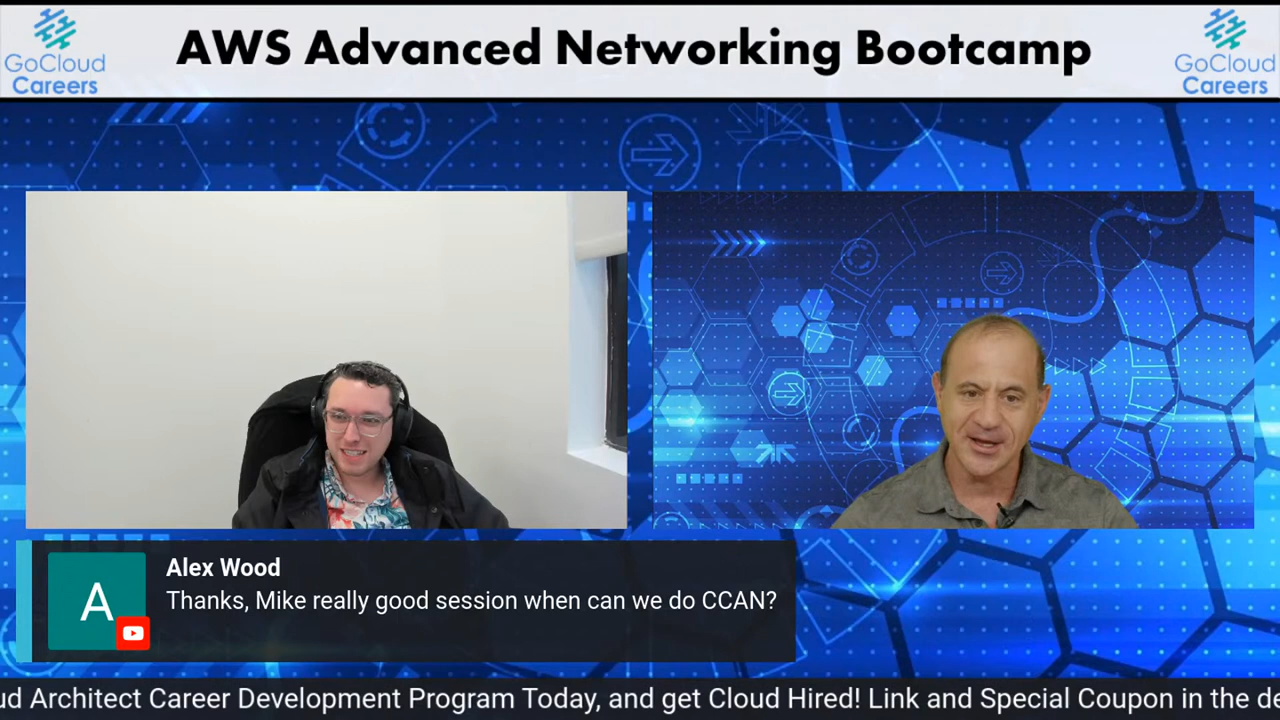 GoCloud
Careers
AWS Advanced Networking Bootcamp
GoCloud
Careers
A
Alex Wood
Thanks, Mike really good session when can we do CCAN?
ud Architect Career Development Program Today, and get Cloud Hired! Link and Special Coupon in the de